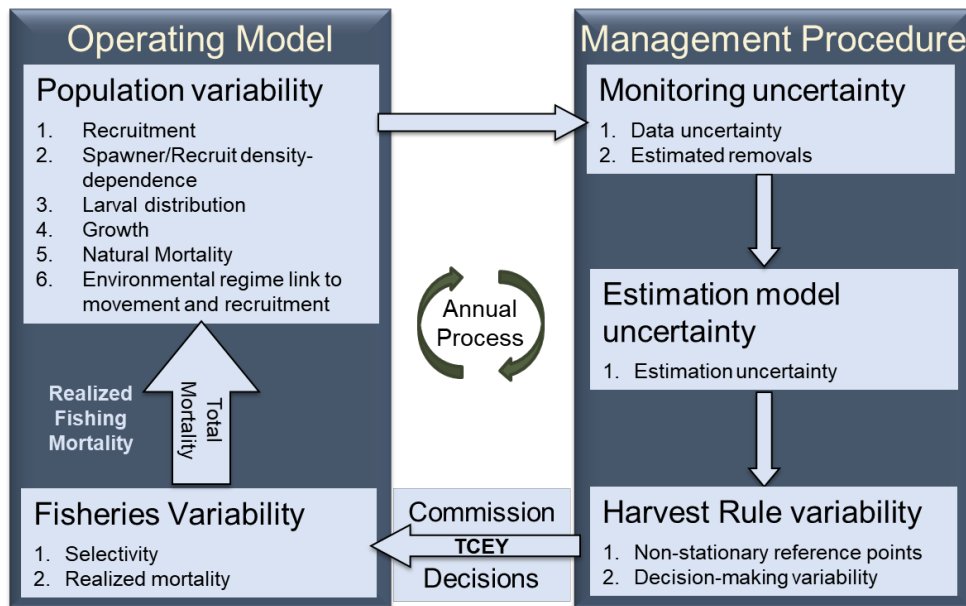 Operating Model
Population variability
1. Recruitment
2. Spawner/Recruit density-
dependence
3. Larval distribution
4. Growth
5. Natural Mortality
6. Environmental regime link to
movement and recruitment
Realized
Fishing
Mortality
Total
Mortality
Fisheries Variability
1. Selectivity
2. Realized mortality
Annual
Process
Commission
TCEY
Decisions
Management Procedure
Monitoring uncertainty
1. Data uncertainty
2. Estimated removals
Estimation model
uncertainty
1. Estimation uncertainty
Harvest Rule variability
1. Non-stationary reference points
2. Decision-making variability